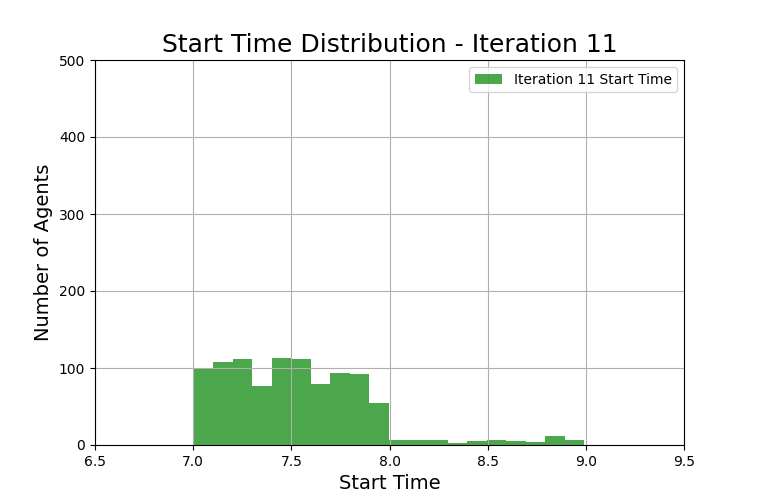 Start Time Distribution - Iteration 11
Iteration 11 Start Time
Number of Agents
500
400
300
200
100
0
6.5 7.0 7.5 8.0 8.5 9.0 9.5
Start Time